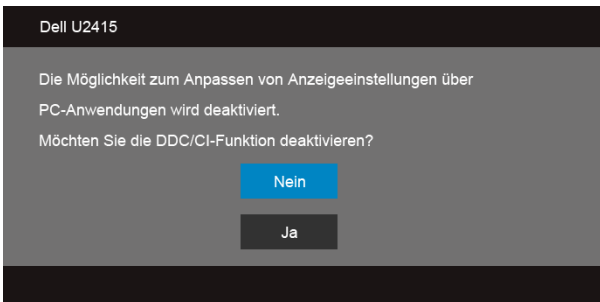 Dell U2415
Die Möglichkeit zum Anpassen von Anzeigeeinstellungen über
PC-Anwendungen wird deaktiviert.
Möchten Sie die DDC/CI-Funktion deaktivieren?
Nein
Ja